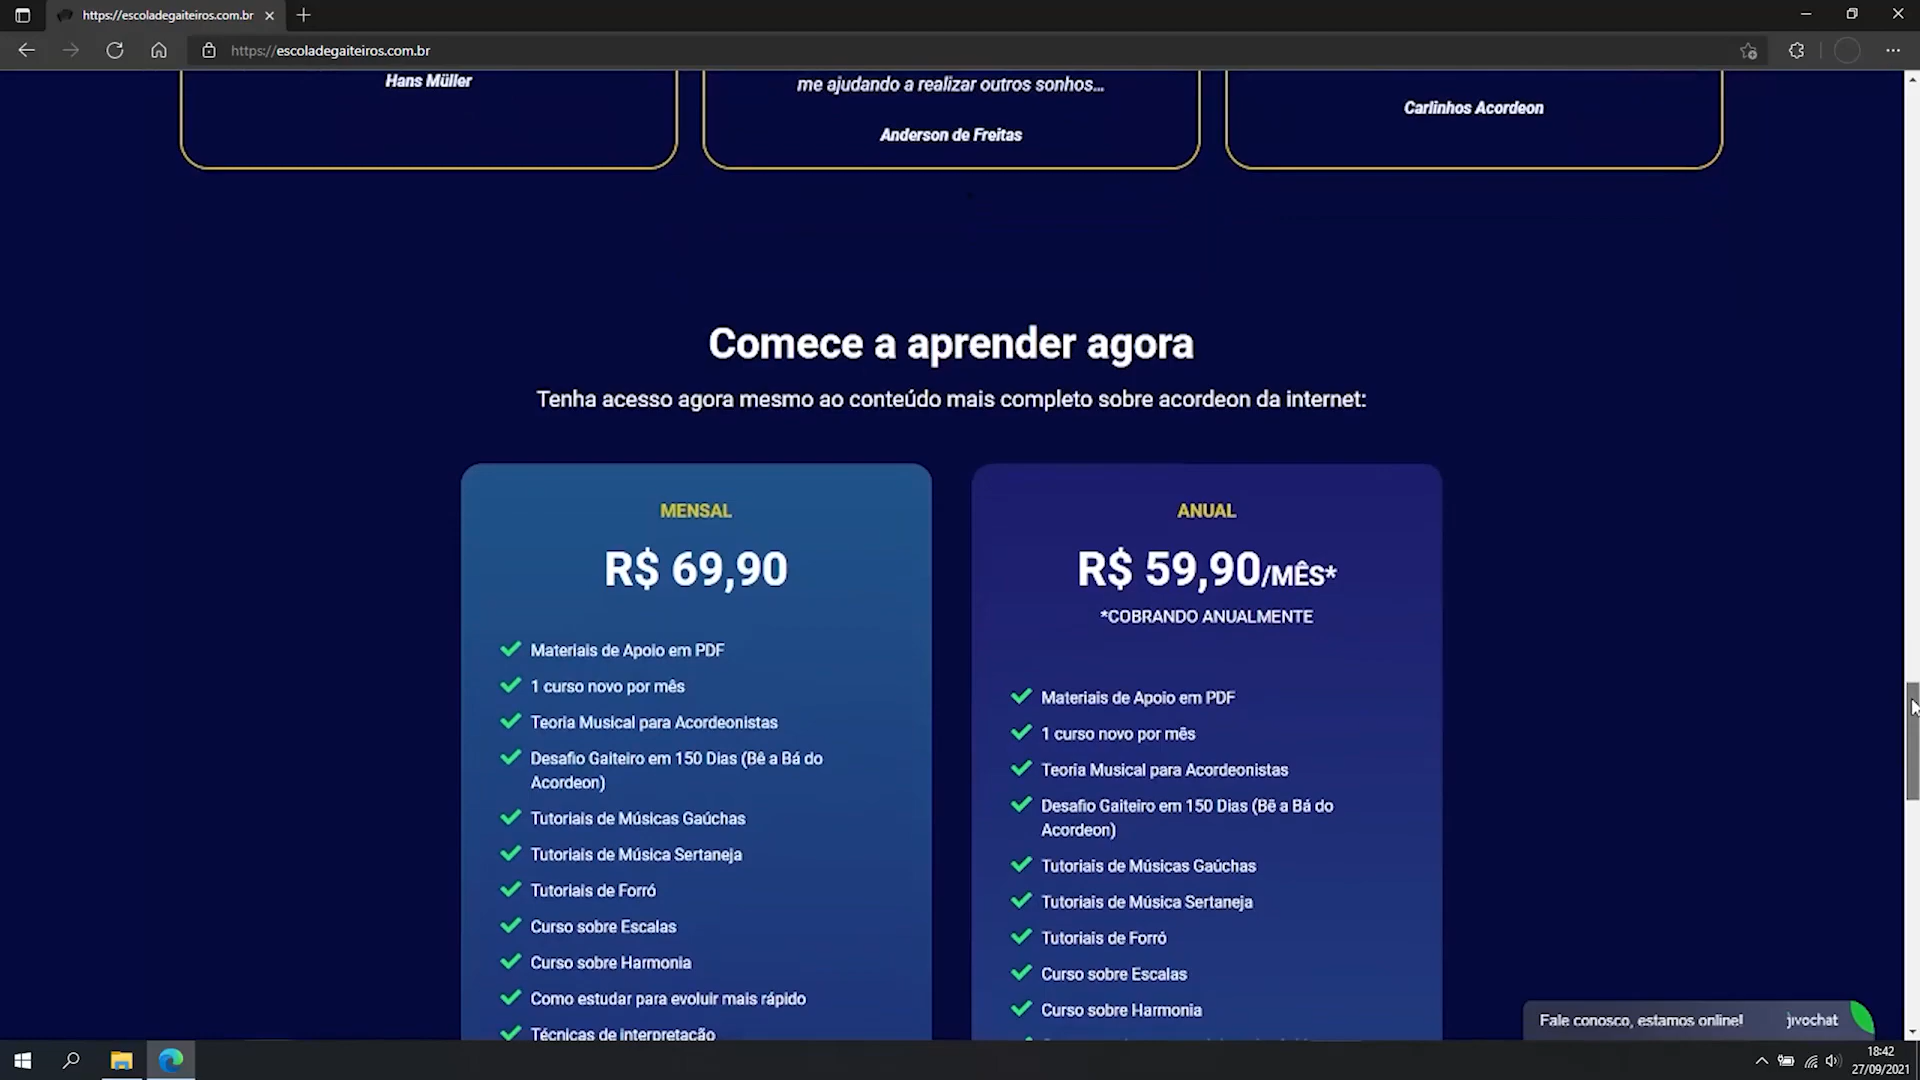 https://escoladegaiteiros.com.br
https://escoladegaiteiros.com.br
Hans Müller
me ajudando a realizar outros sonhos...
Anderson de Freitas
Carlinhos Acordeon
Comece a aprender agora
Tenha acesso agora mesmo ao conteúdo mais completo sobre acordeon da internet:
MENSAL
R$ 69,90
Materiais de Apoio em PDF
1 curso novo por mês
Teoria Musical para Acordeonistas
Desafio Gaiteiro em 150 Dias (Bê a Bá do
Acordeon)
Tutoriais de Músicas Gaúchas
Tutoriais de Música Sertaneja
Tutoriais de Forró
Curso sobre Escalas
Curso sobre Harmonia
Como estudar para evoluir mais rápido
Técnicas de interpretação
ANUAL
R$ 59,90/MÊS*
*COBRANDO ANUALMENTE
Materiais de Apoio em PDF
1 curso novo por mês
Teoria Musical para Acordeonistas
Desafio Gaiteiro em 150 Dias (Bê a Bá do
Acordeon)
Tutoriais de Músicas Gaúchas
Tutoriais de Música Sertaneja
Tutoriais de Forró
Curso sobre Escalas
Curso sobre Harmonia
Fale conosco, estamos online! jivochat
18:42
27/09/2021